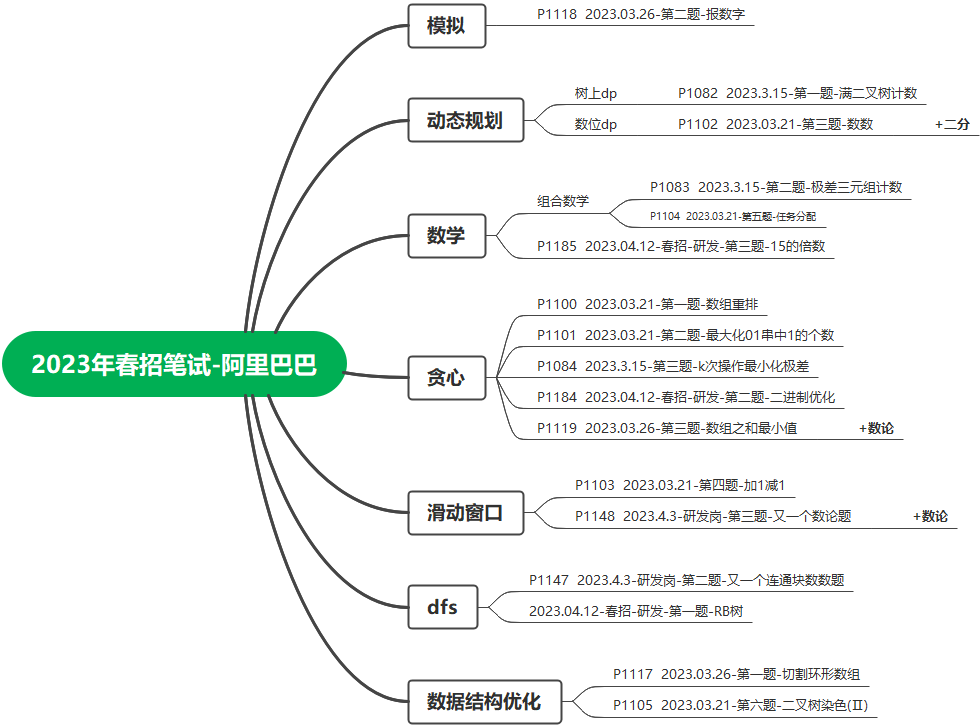 2023年春招笔试-阿里巴巴
模拟
P1118 2023.03.26-第二题-报数字
动态规划
树上dp P1082 2023.3.15-第一题-满二叉树计数
数位dp P1102 2023.03.21-第三题-数数 +二分
数学
组合数学
P1083 2023.3.15-第二题-极差三元组计数
P1104 2023.03.21-第五题-任务分配
P1185 2023.04.12-春招-研发-第三题-15的倍数
贪心
P1100 2023.03.21-第一题-数组重排
P1101 2023.03.21-第二题-最大化01串中1的个数
P1084 2023.3.15-第三题-k次操作最小化极差
P1184 2023.04.12-春招-研发-第二题-二进制优化
P1119 2023.03.26-第三题-数组之和最小值 +数论
滑动窗口
P1103 2023.03.21-第四题-加1减1
P1148 2023.4.3-研发岗-第三题-又一个数论题 +数论
dfs
P1147 2023.4.3-研发岗-第二题-又一个连通块数数题
2023.04.12-春招-研发-第一题-RB树
数据结构优化
P1117 2023.03.26-第一题-切割环形数组
P1105 2023.03.21-第六题-二叉树染色(II)